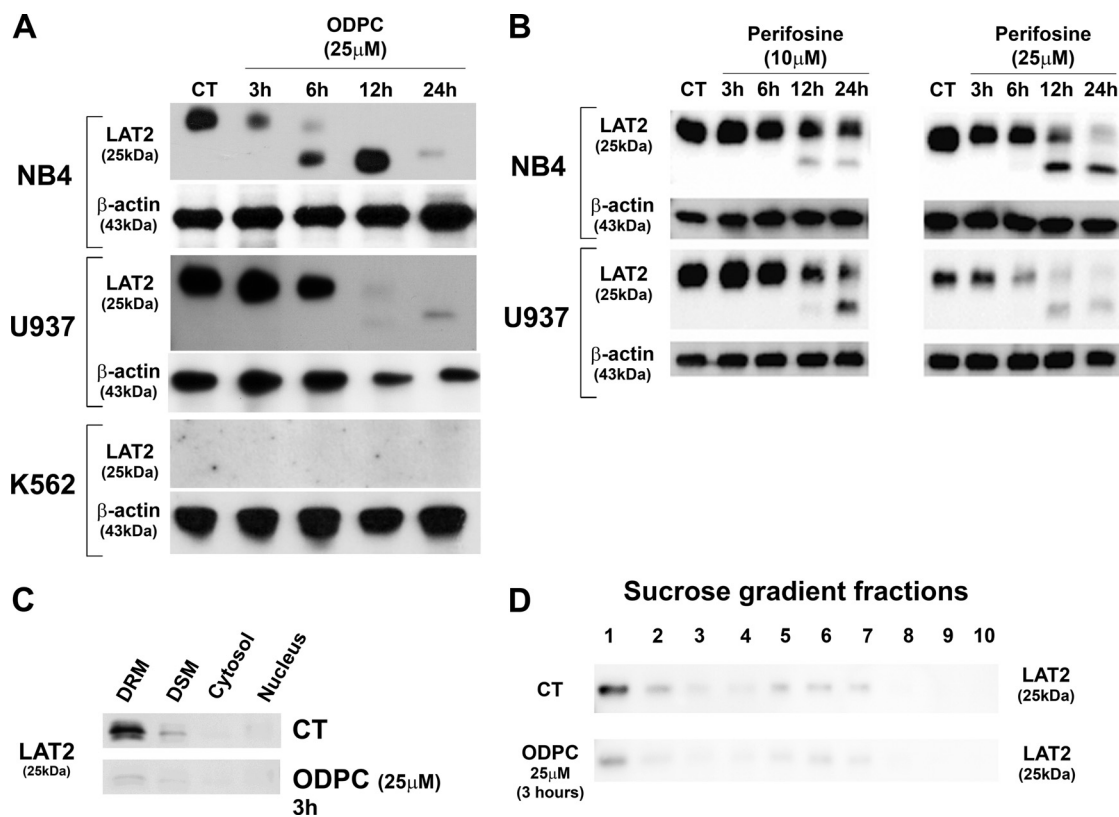 A
ODPC
(25μM)
CT 3h 6h 12h 24h
NB4
LAT2
(25kDa)
β-actin
(43kDa)
U937
LAT2
(25kDa)
β-actin
(43kDa)
K562
LAT2
(25kDa)
β-actin
(43kDa)
B
Perifosine
(10μM)
Perifosine
(25μM)
CT 3h 6h 12h 24h
CT 3h 6h 12h 24h
NB4
LAT2
(25kDa)
β-actin
(43kDa)
U937
LAT2
(25kDa)
β-actin
(43kDa)
C
DRM DSM Cytosol Nucleus
LAT2
(25kDa)
CT
ODPC (25μM)
3h
D
Sucrose gradient fractions
1 2 3 4 5 6 7 8 9 10
CT
LAT2
(25kDa)
ODPC
25μM
(3 hours)
LAT2
(25kDa)